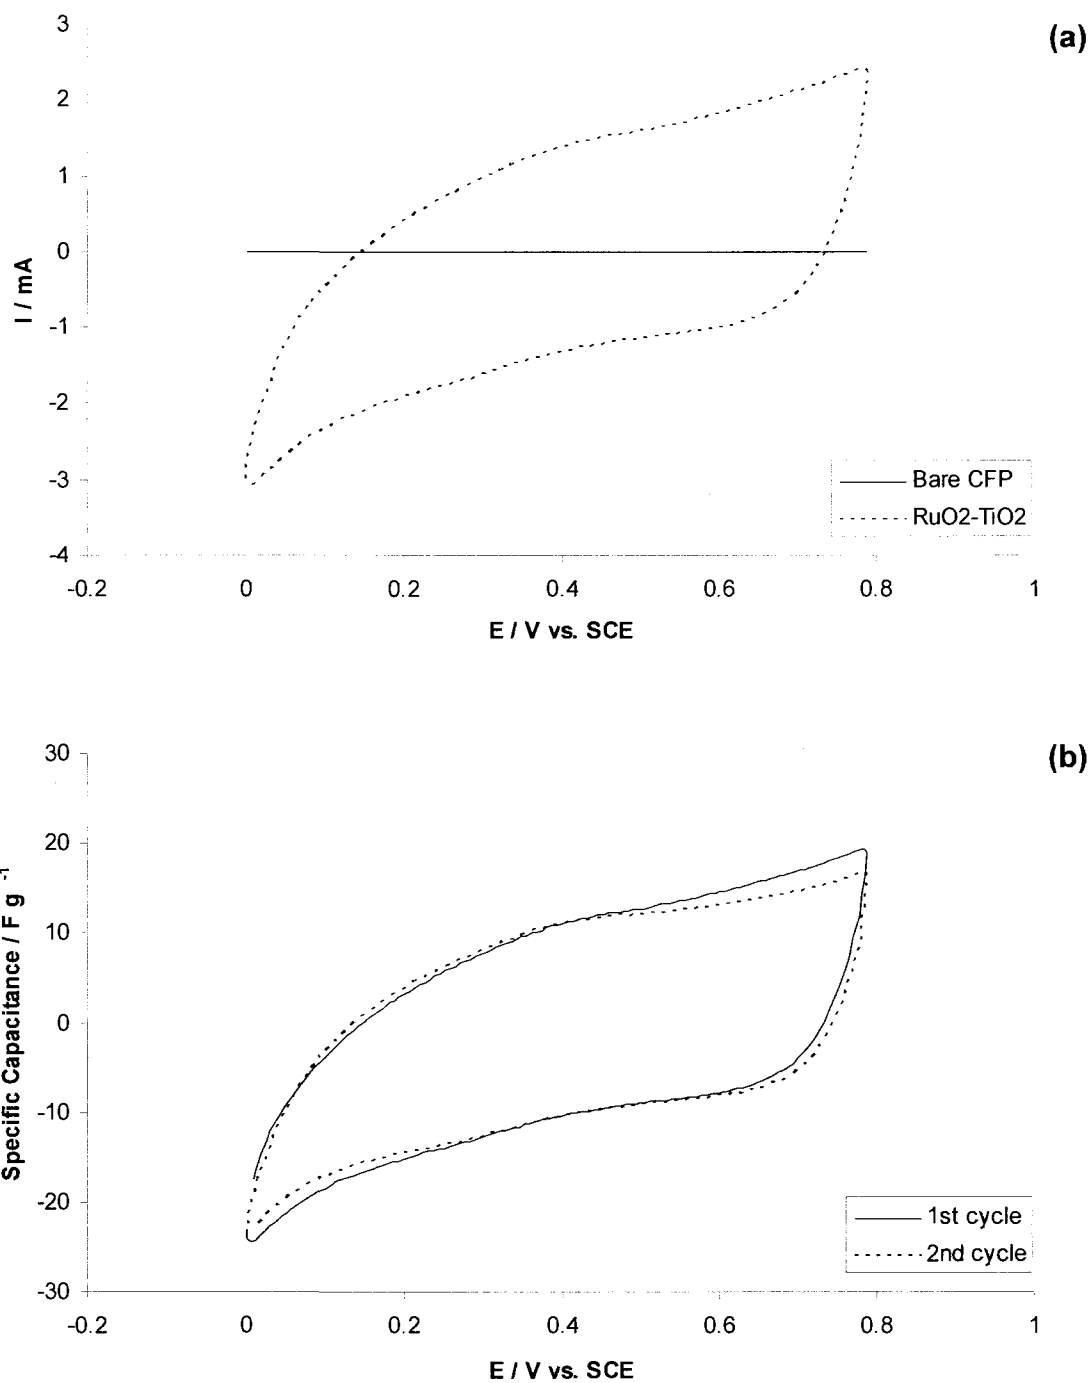 (a)
3
2
1
0
-1
-2
-3
-4
I / mA
-0.2 0 0.2 0.4 0.6 0.8 1
E / V vs. SCE
Bare CFP
RuO2-TiO2
(b)
30
20
10
0
-10
-20
-30
Specific Capacitance / F g⁻¹
-0.2 0 0.2 0.4 0.6 0.8 1
E / V vs. SCE
1st cycle
2nd cycle